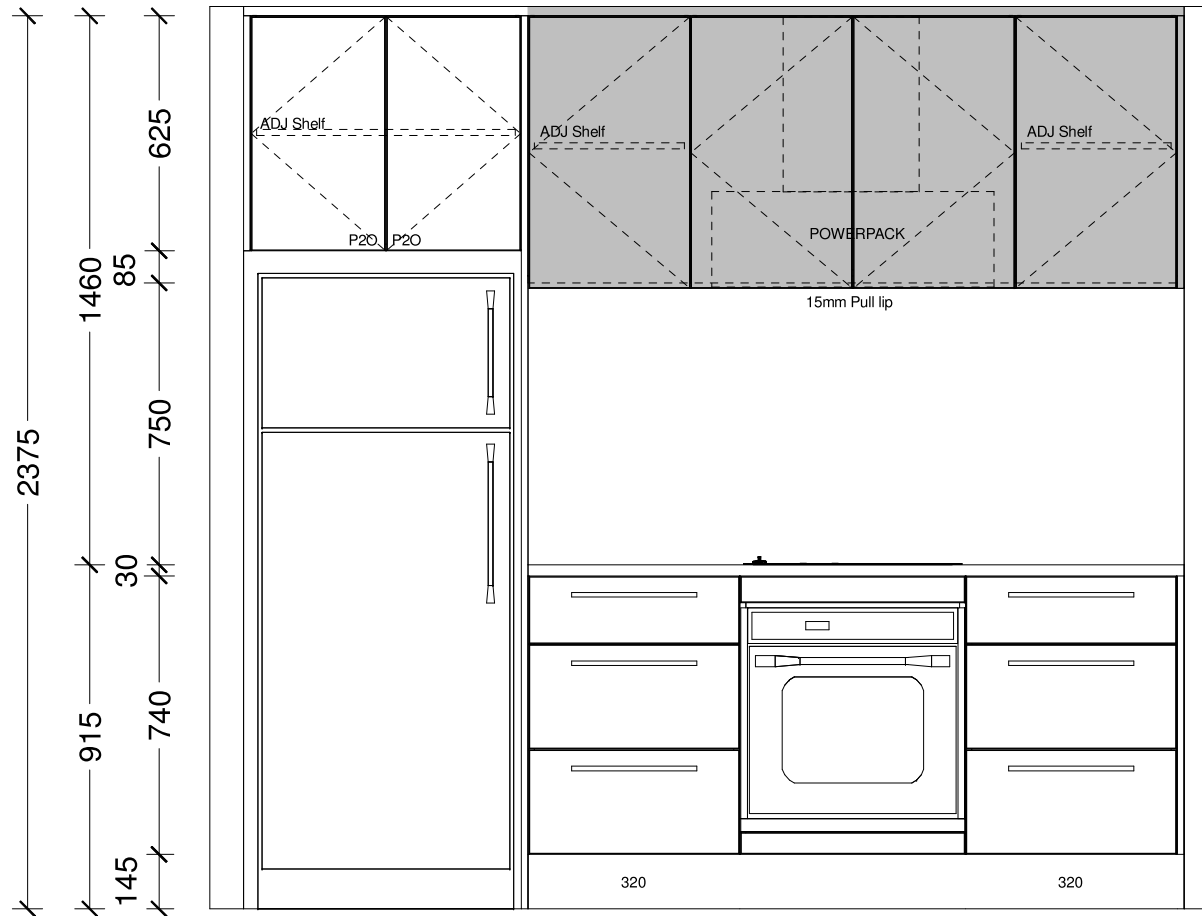 625
ADJ Shelf
ADJ Shelf
ADJ Shelf
P2O
P2O
POWERPACK
85
1460
15mm Pull lip
750
2375
30
740
915
145
320
320